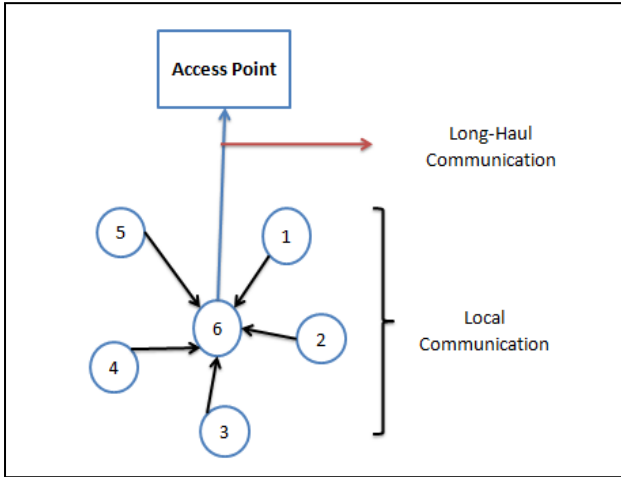 Access Point
Long-Haul
Communication
5
1
6
2
4
3
Local
Communication